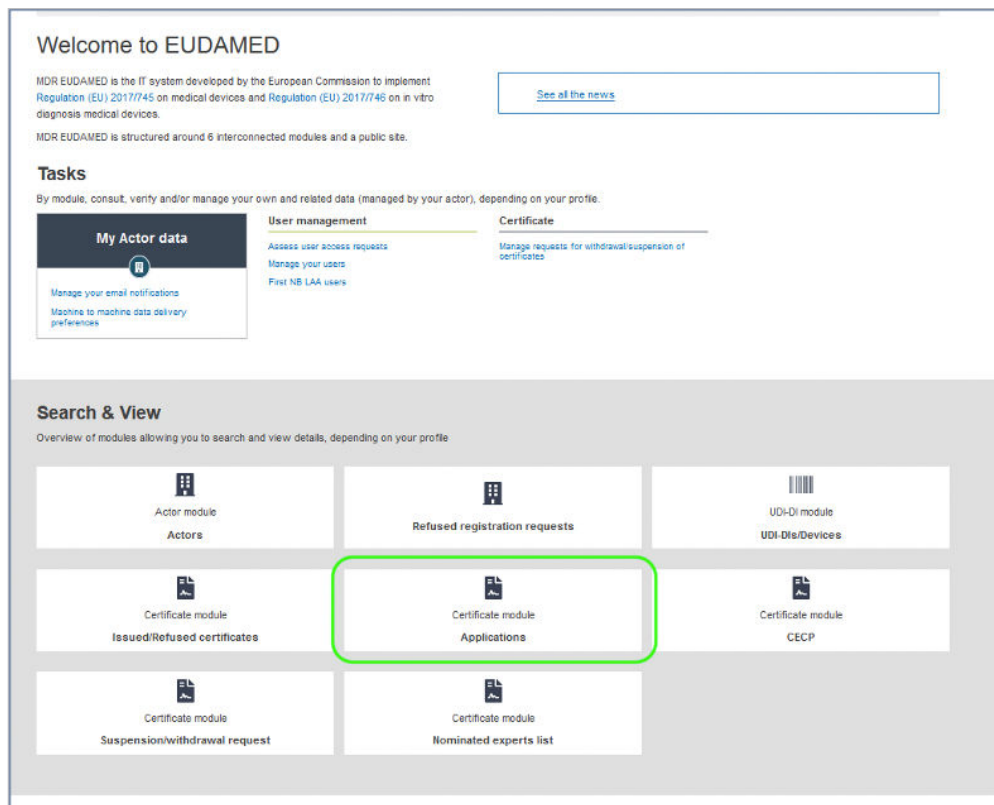 Welcome to EUDAMED
MDR EUDAMED is the IT system developed by the European Commission to implement
Regulation (EU) 2017/745 on medical devices and Regulation (EU) 2017/746 on in vitro
diagnosis medical devices.
MDR EUDAMED is structured around 6 interconnected modules and a public site.
See all the news
Tasks
By module, consult, verify and/or manage your own and related data (managed by your actor), depending on your profile.
My Actor data
Manage your email notifications
Machine to machine data delivery
preferences
User management
Assess user access requests
Manage your users
First NB LAA users
Certificate
Manage requests for withdrawal/suspension of
certificates
Search & View
Overview of modules allowing you to search and view details, depending on your profile
Actor module
Actors
Refused registration requests
UDI-DI module
UDI-DIs/Devices
Certificate module
Issued/Refused certificates
Certificate module
Applications
Certificate module
CECP
Certificate module
Suspension/withdrawal request
Certificate module
Nominated experts list